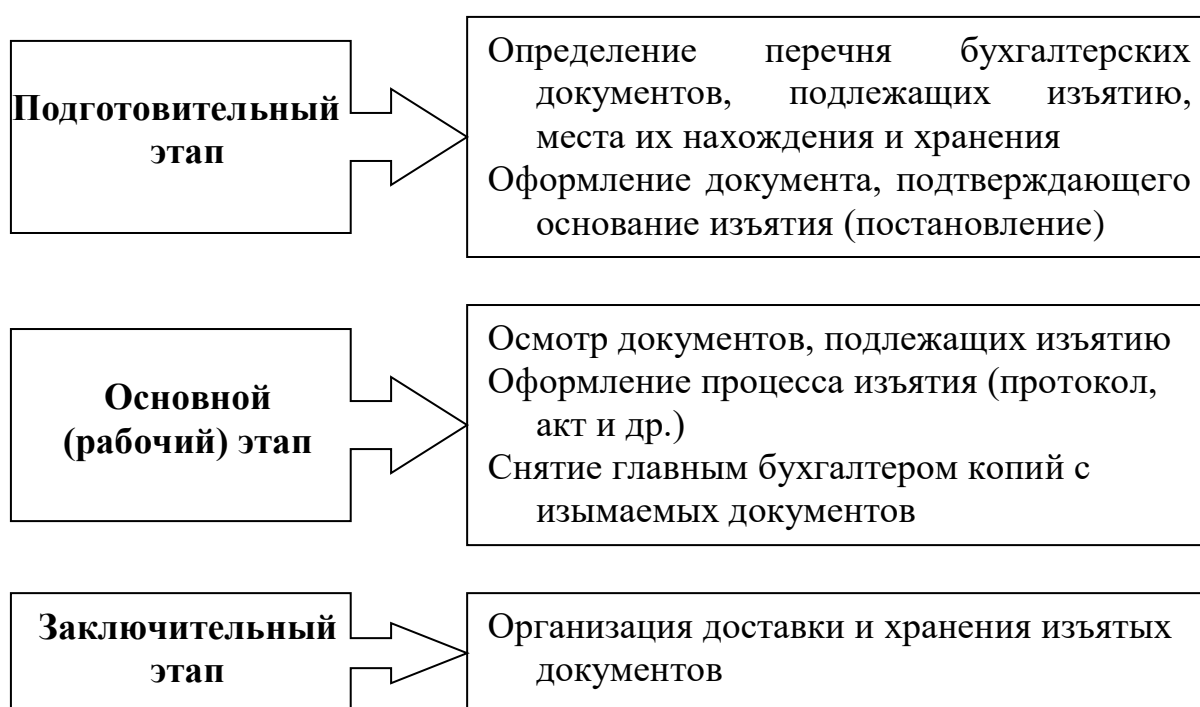 Подготовительный
этап
Определение перечня бухгалтерских
документов, подлежащих изъятию,
места их нахождения и хранения
Оформление документа, подтверждающего
основание изъятия (постановление)
Основной
(рабочий) этап
Осмотр документов, подлежащих изъятию
Оформление процесса изъятия (протокол,
акт и др.)
Снятие главным бухгалтером копий с
изымаемых документов
Заключительный
этап
Организация доставки и хранения изъятых
документов